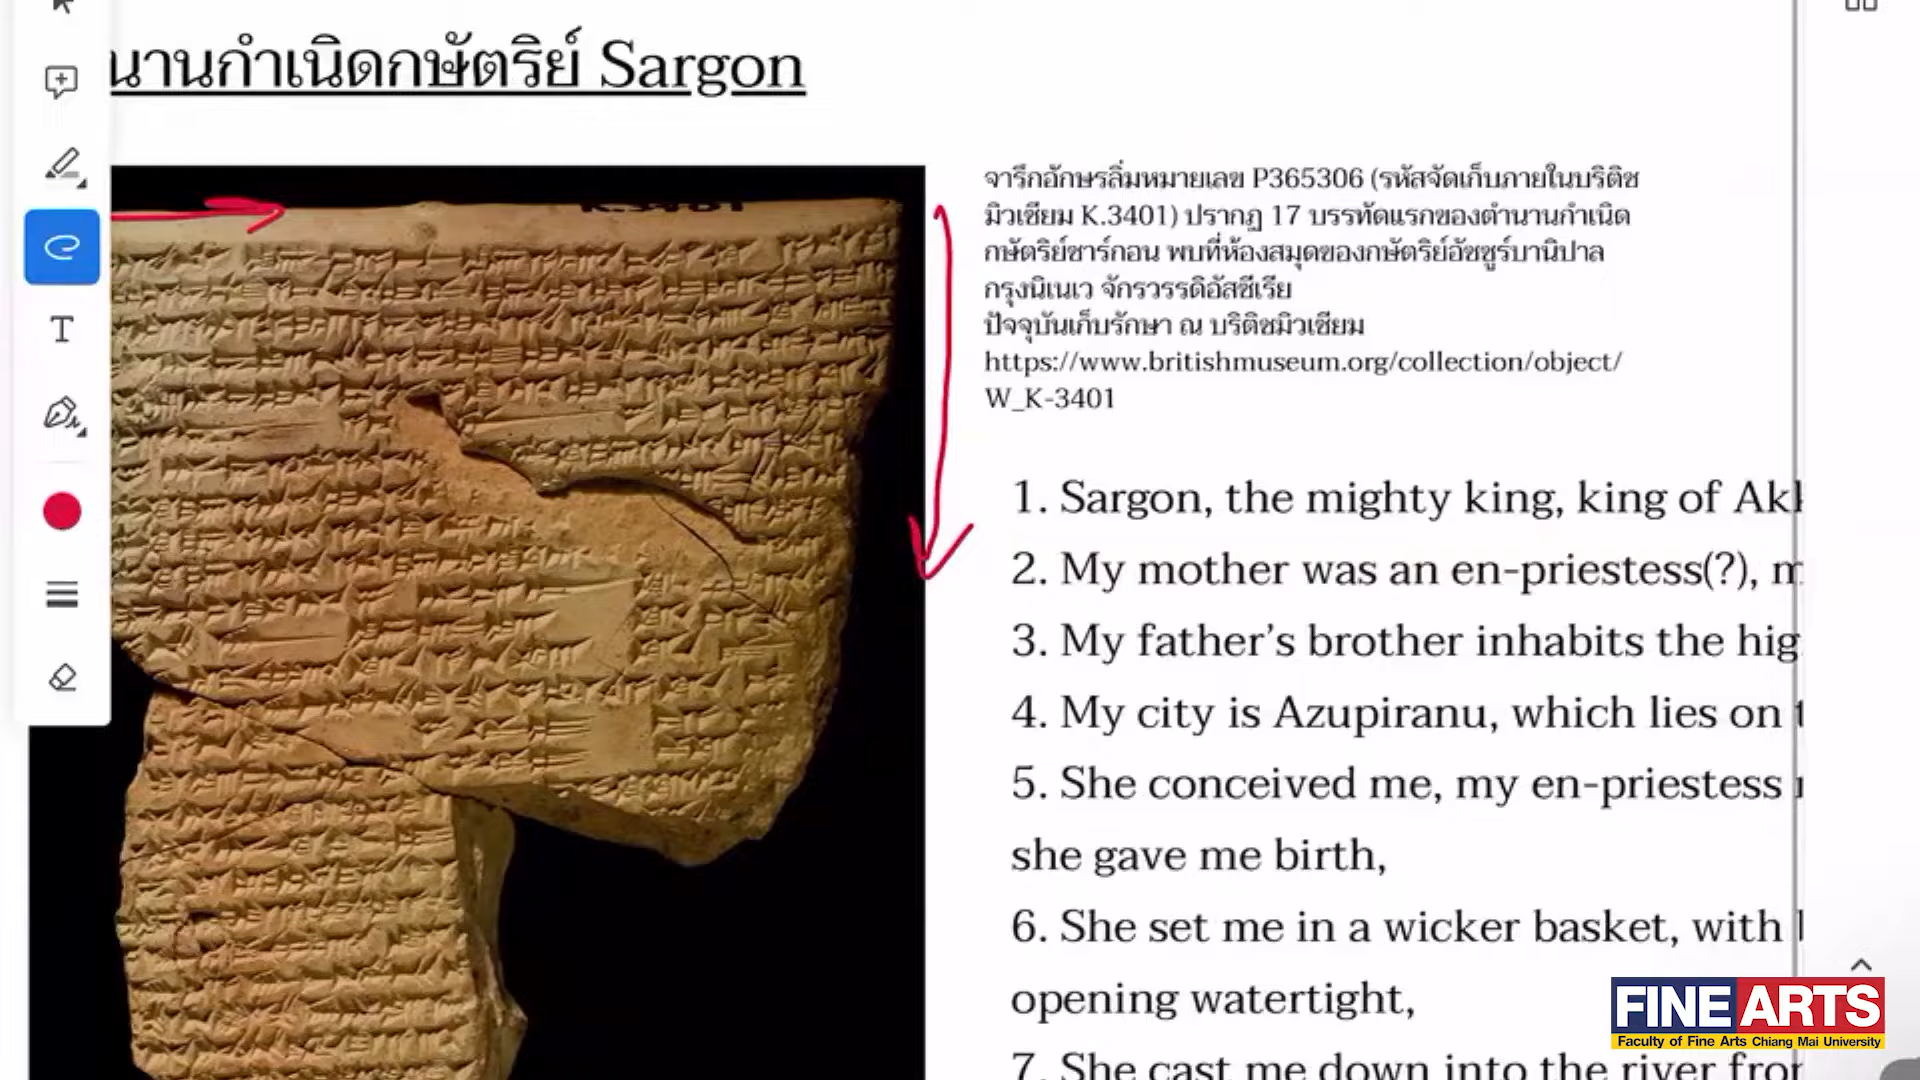 นานกำเนิดกษัตริย์ Sargon
K.3401
จารึกอักษรลิ่มหมายเลข P365306 (รหัสจัดเก็บภายในบริติช
มิวเซียม K.3401) ปรากฏ 17 บรรทัดแรกของตำนานกำเนิด
กษัตริย์ซาร์กอน พบที่ห้องสมุดของกษัตริย์อัชชูร์บานิปาล
กรุงนิเนเว จักรวรรดิอัสซีเรีย
ปัจจุบันเก็บรักษา ณ บริติชมิวเซียม
https://www.britishmuseum.org/collection/object/
W_K-3401
1. Sargon, the mighty king, king of
2. My mother was an en-priestess(?),
3. My father’s brother inhabits the
4. My city is Azupiranu, which lies on
5. She conceived me, my en-priestess
she gave me birth,
6. She set me in a wicker basket, with
opening watertight,
7. She cast me down into the river
T
FINE ARTS
Faculty of Fine Arts Chiang Mai University